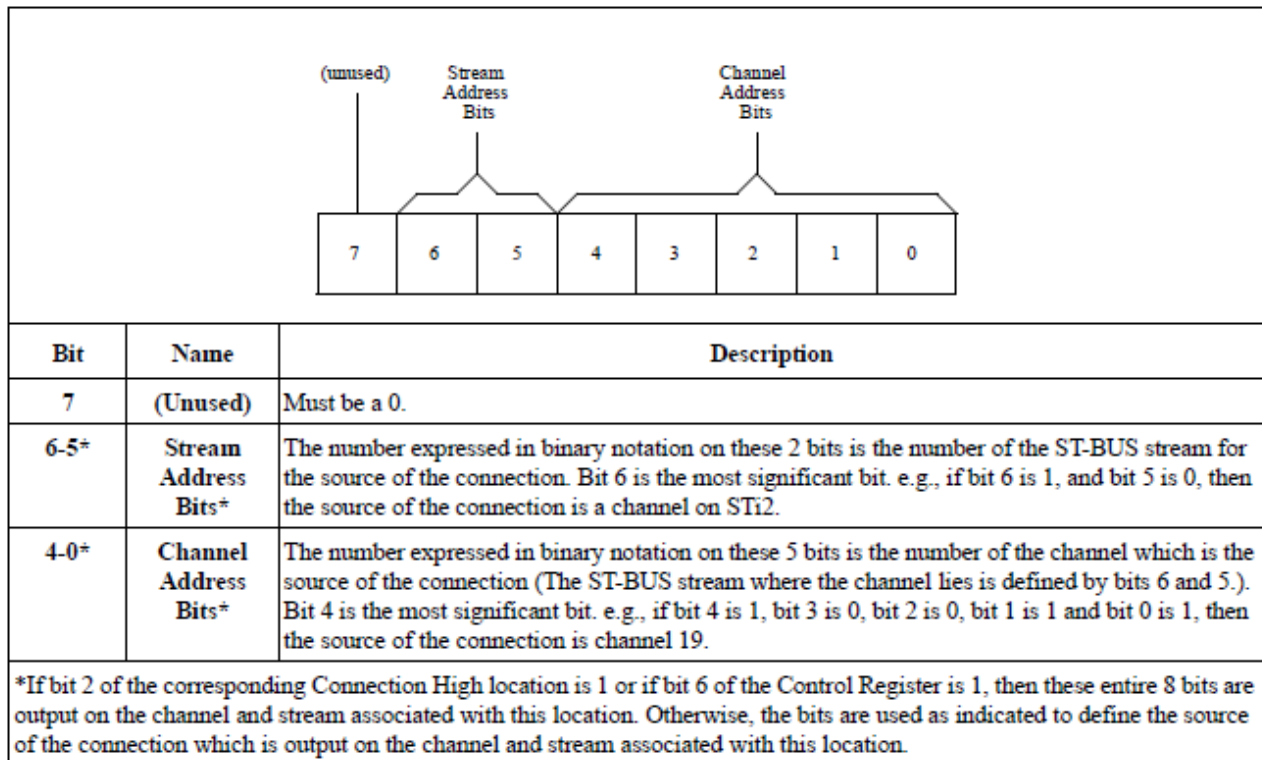 (unused)
Stream
Address
Bits
Channel
Address
Bits
7 6 5 4 3 2 1 0
Bit Name Description
7 (Unused) Must be a 0.
6-5* Stream Address Bits* The number expressed in binary notation on these 2 bits is the number of the ST-BUS stream for
the source of the connection. Bit 6 is the most significant bit. e.g., if bit 6 is 1, and bit 5 is 0, then
the source of the connection is a channel on STi2.
4-0* Channel Address Bits* The number expressed in binary notation on these 5 bits is the number of the channel which is the
source of the connection (The ST-BUS stream where the channel lies is defined by bits 6 and 5.).
Bit 4 is the most significant bit. e.g., if bit 4 is 1, bit 3 is 0, bit 2 is 0, bit 1 is 1 and bit 0 is 1, then
the source of the connection is channel 19.
*If bit 2 of the corresponding Connection High location is 1 or if bit 6 of the Control Register is 1, then these entire 8 bits are
output on the channel and stream associated with this location. Otherwise, the bits are used as indicated to define the source
of the connection which is output on the channel and stream associated with this location.